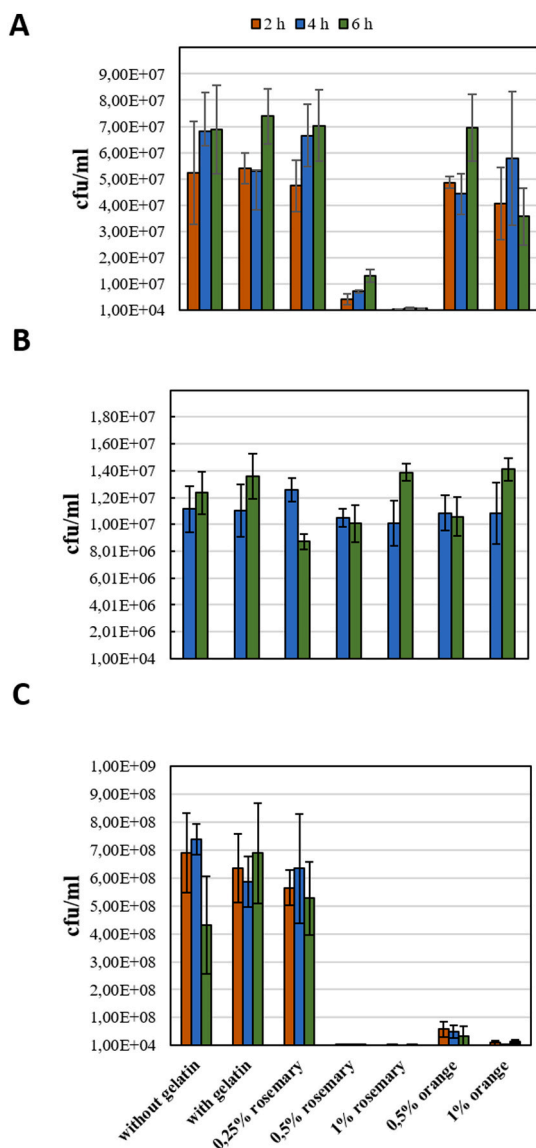 A
2 h 4 h 6 h
9,00E+07
8,00E+07
7,00E+07
6,00E+07
5,00E+07
4,00E+07
3,00E+07
2,00E+07
1,00E+07
1,00E+04
cfu/ml
B
1,80E+07
1,60E+07
1,40E+07
1,20E+07
1,00E+07
8,01E+06
6,01E+06
4,01E+06
2,01E+06
1,00E+04
cfu/ml
C
1,00E+09
9,00E+08
8,00E+08
7,00E+08
6,00E+08
5,00E+08
4,00E+08
3,00E+08
2,00E+08
1,00E+08
1,00E+04
cfu/ml
without gelatin
with gelatin
0,25% rosemary
0,5% rosemary
1% rosemary
0,5% orange
1% orange